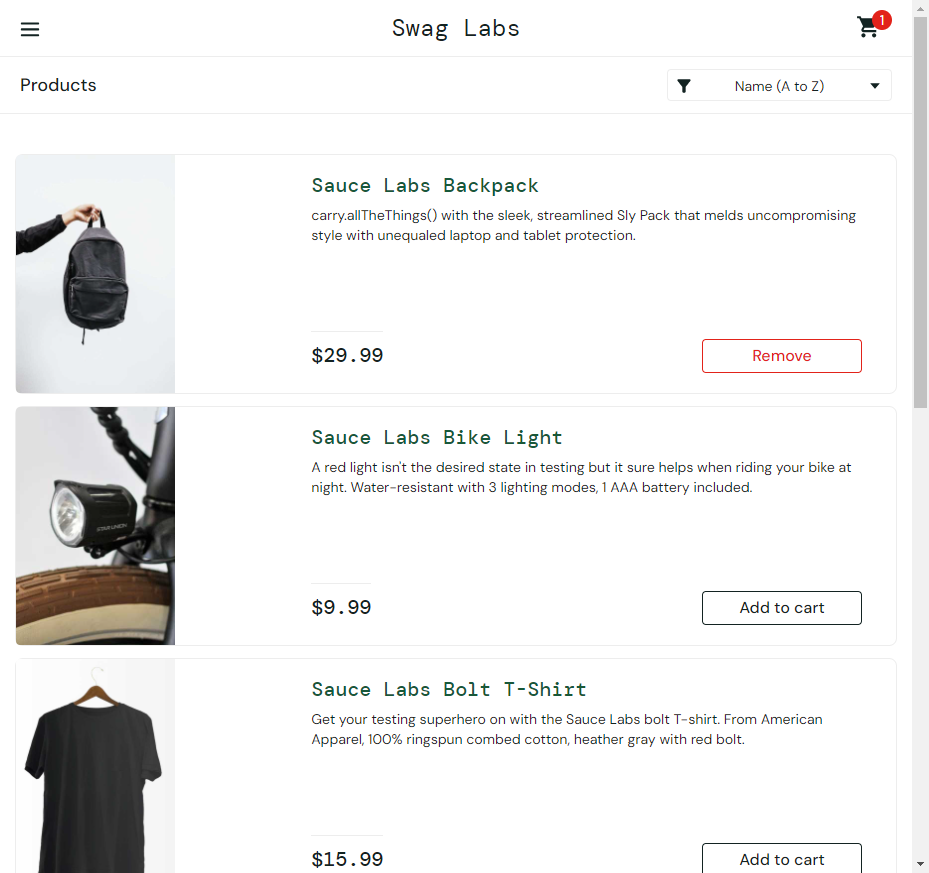 Swag Labs
1
Products
Name (A to Z)
Sauce Labs Backpack
carry.allTheThings() with the sleek, streamlined Sly Pack that melds uncompromising
style with unequaled laptop and tablet protection.
$29.99
Remove
Sauce Labs Bike Light
A red light isn't the desired state in testing but it sure helps when riding your bike at
night. Water-resistant with 3 lighting modes, 1 AAA battery included.
$9.99
Add to cart
Sauce Labs Bolt T-Shirt
Get your testing superhero on with the Sauce Labs bolt T-shirt. From American
Apparel, 100% ringspun combed cotton, heather gray with red bolt.
$15.99
Add to cart